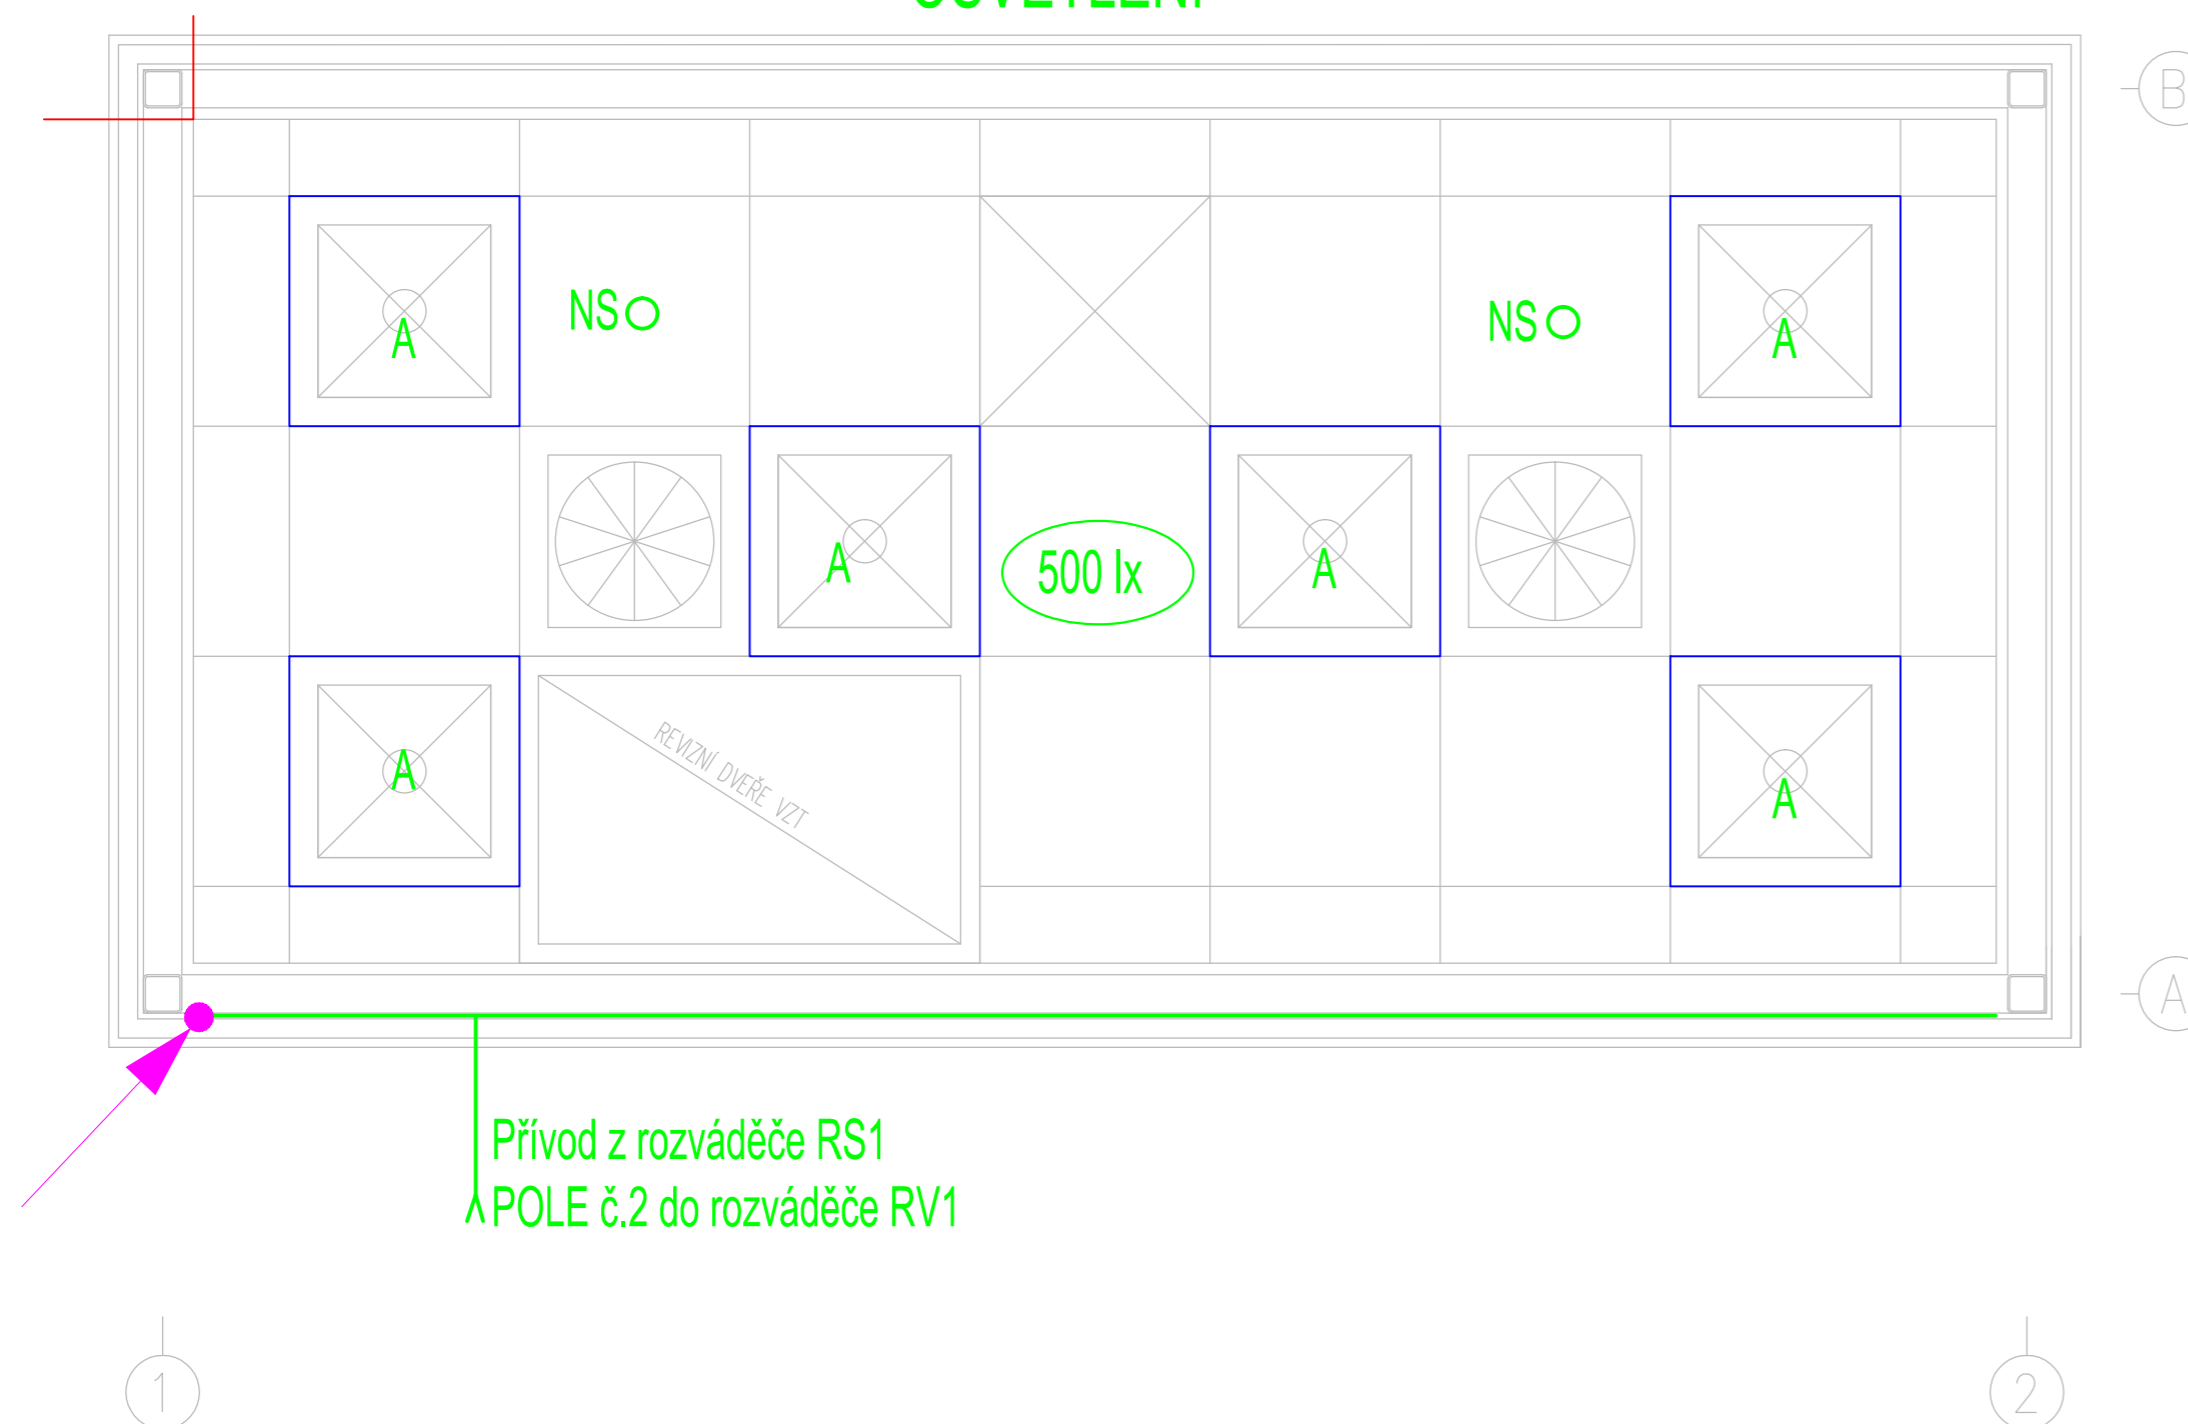 B
NS
NS
A
A
A
500 lx
A
REVIZNÍ DVEŘE VZT
A
A
A
Přívod z rozváděče RS1
POLE č.2 do rozváděče RV1
1
2